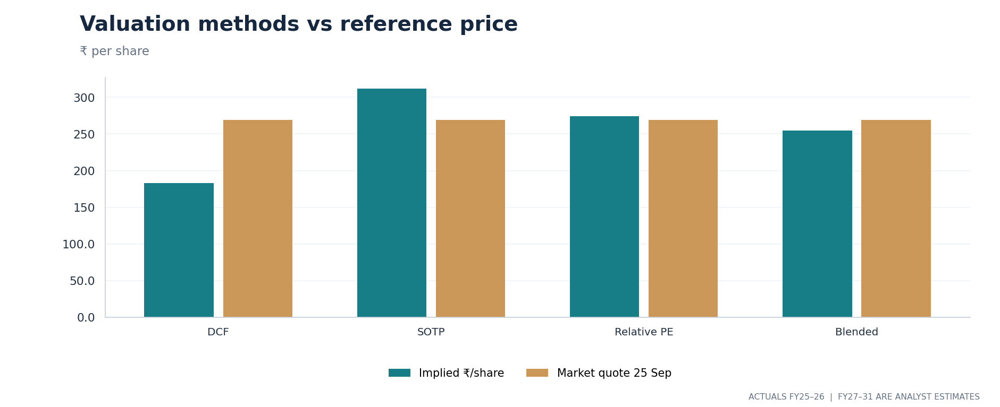 Valuation methods vs reference price
₹ per share
300
250
200
150
100.0
50.0
0.0
DCF SOTP Relative PE Blended
Implied ₹/share Market quote 25 Sep
ACTUALS FY25–26 | FY27–31 ARE ANALYST ESTIMATES